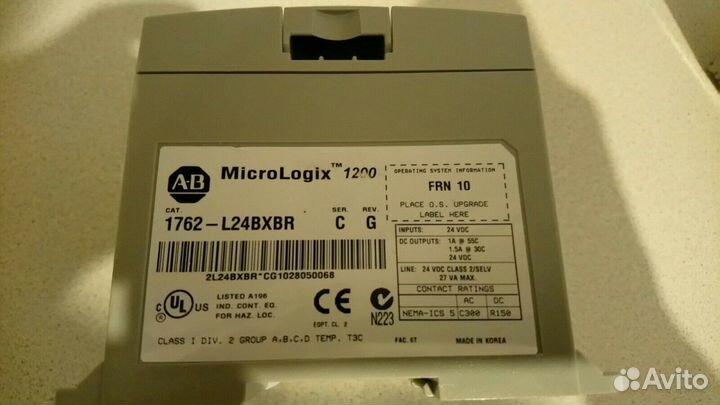 AB MicroLogix™ 1200
CAT. SER. REV.
1762-L24BXBR C G
2L24BXBR*CG1028050068
OPERATING SYSTEM INFORMATION
FRN 10
PLACE O.S. UPGRADE
LABEL HERE
INPUTS: 24 VDC
DC OUTPUTS: 1A @ 55C
1.5A @ 30C
24 VDC
LINE: 24 VDC CLASS 2/SELV
27 VA MAX.
CONTACT RATINGS
AC DC
NEMA-ICS 5 C300 R150
C UL US
LISTED A196
IND. CONT. EQ.
FOR HAZ. LOC.
CE
EQPT. CL. 2
N223
CLASS I DIV. 2 GROUP A,B,C,D TEMP. T3C
FAC. 6T MADE IN KOREA
Avito